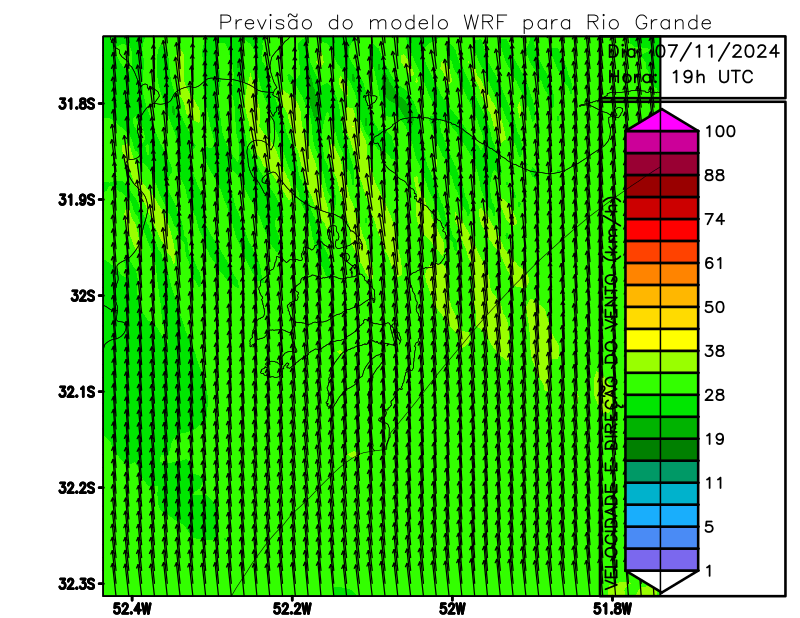 Previsão do modelo WRF para Rio Grande
Dia: 07/11/2024
Hora: 19h UTC
31.8S
31.9S
32S
32.1S
32.2S
32.3S
52.4W
52.2W
52W
51.8W
VELOCIDADE E DIREÇÃO DO VENTO (km/h)
100
88
74
61
50
38
28
19
11
5
1